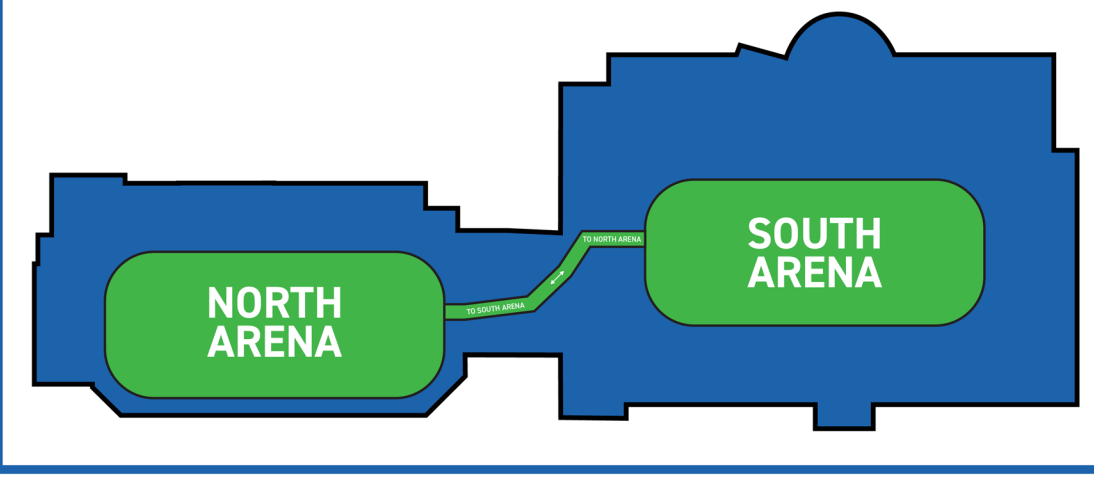 NORTH
ARENA
TO SOUTH ARENA
TO NORTH ARENA
SOUTH
ARENA